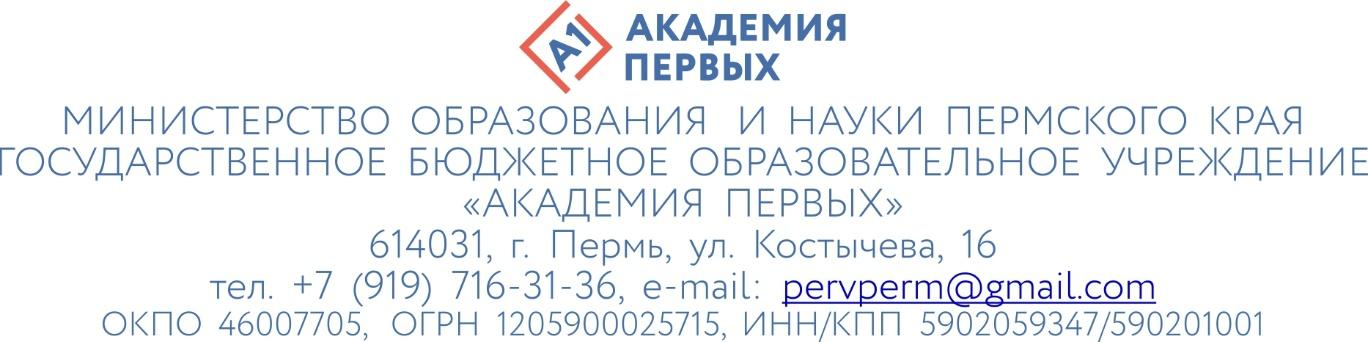 А1 АКАДЕМИЯ
ПЕРВЫХ
МИНИСТЕРСТВО ОБРАЗОВАНИЯ И НАУКИ ПЕРМСКОГО КРАЯ
ГОСУДАРСТВЕННОЕ БЮДЖЕТНОЕ ОБРАЗОВАТЕЛЬНОЕ УЧРЕЖДЕНИЕ
«АКАДЕМИЯ ПЕРВЫХ»
614031, г. Пермь, ул. Костычева, 16
тел. +7 (919) 716-31-36, e-mail: pervperm@gmail.com
ОКПО 46007705, ОГРН 1205900025715, ИНН/КПП 5902059347/590201001